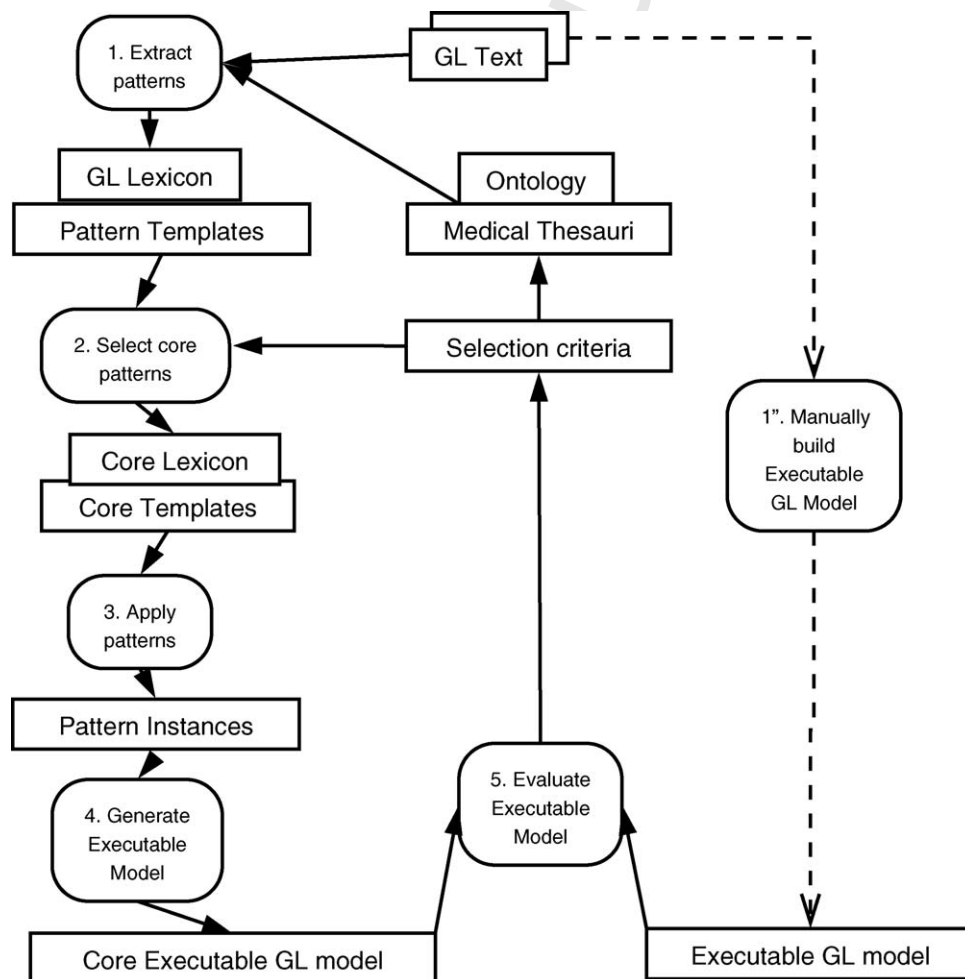 1. Extract
patterns
GL Text
GL Lexicon
Pattern Templates
Ontology
Medical Thesauri
2. Select core
patterns
Selection criteria
1”. Manually
build
Executable
GL Model
Core Lexicon
Core Templates
3. Apply
patterns
Pattern Instances
4. Generate
Executable
Model
5. Evaluate
Executable
Model
Core Executable GL model
Executable GL model